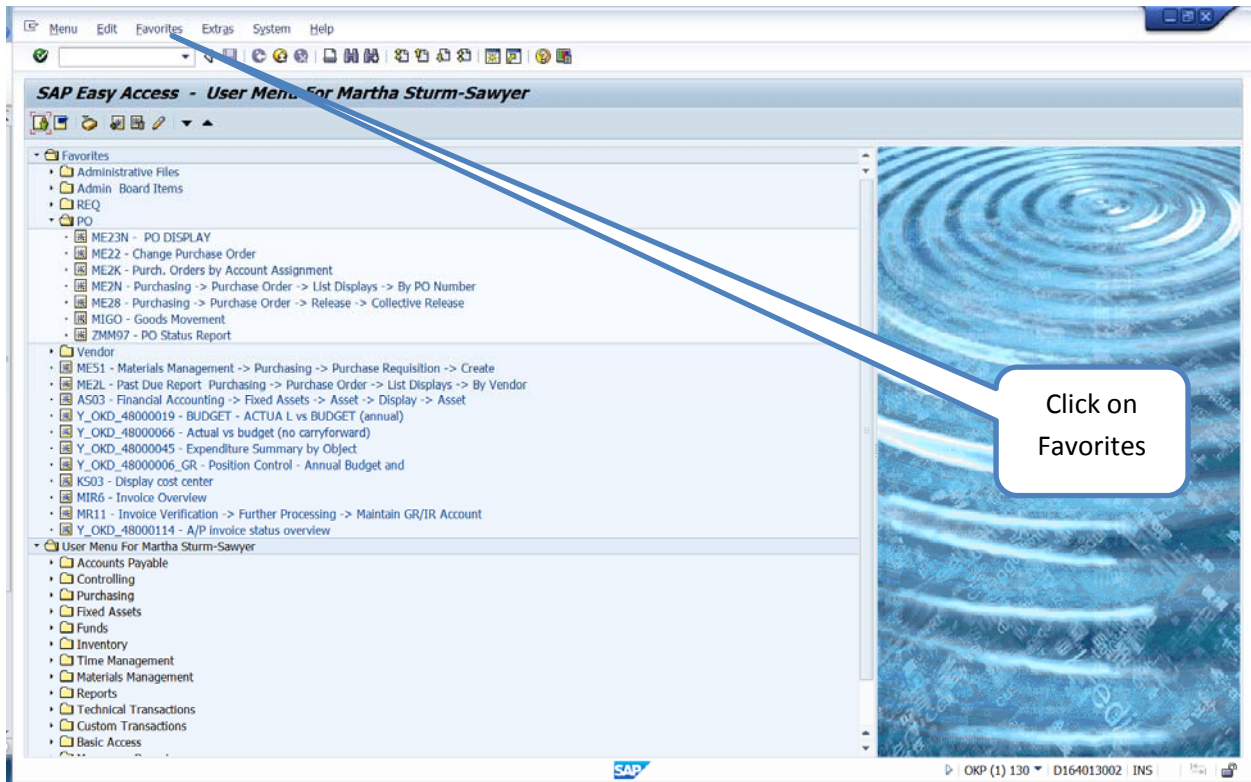 Menu Edit Favorites Extras System Help
SAP Easy Access - User Menu For Martha Sturm-Sawyer
Favorites
Administrative Files
Admin Board Items
REQ
PO
ME23N - PO DISPLAY
ME22 - Change Purchase Order
ME2K - Purch. Orders by Account Assignment
ME2N - Purchasing -> Purchase Order -> List Displays -> By PO Number
ME28 - Purchasing -> Purchase Order -> Release -> Collective Release
MIGO - Goods Movement
ZMM97 - PO Status Report
Vendor
ME51 - Materials Management -> Purchasing -> Purchase Requisition -> Create
ME2L - Past Due Report Purchasing -> Purchase Order -> List Displays -> By Vendor
AS03 - Financial Accounting -> Fixed Assets -> Asset -> Display -> Asset
Y_OKD_48000019 - BUDGET - ACTUA L vs BUDGET (annual)
Y_OKD_48000066 - Actual vs budget (no carryforward)
Y_OKD_48000045 - Expenditure Summary by Object
Y_OKD_48000006_GR - Position Control - Annual Budget and
KS03 - Display cost center
MIR6 - Invoice Overview
MR11 - Invoice Verification -> Further Processing -> Maintain GR/IR Account
Y_OKD_48000114 - A/P invoice status overview
User Menu For Martha Sturm-Sawyer
Accounts Payable
Controlling
Purchasing
Fixed Assets
Funds
Inventory
Time Management
Materials Management
Reports
Technical Transactions
Custom Transactions
Basic Access
Click on
Favorites
SAP
OKP (1) 130 D164013002 INS